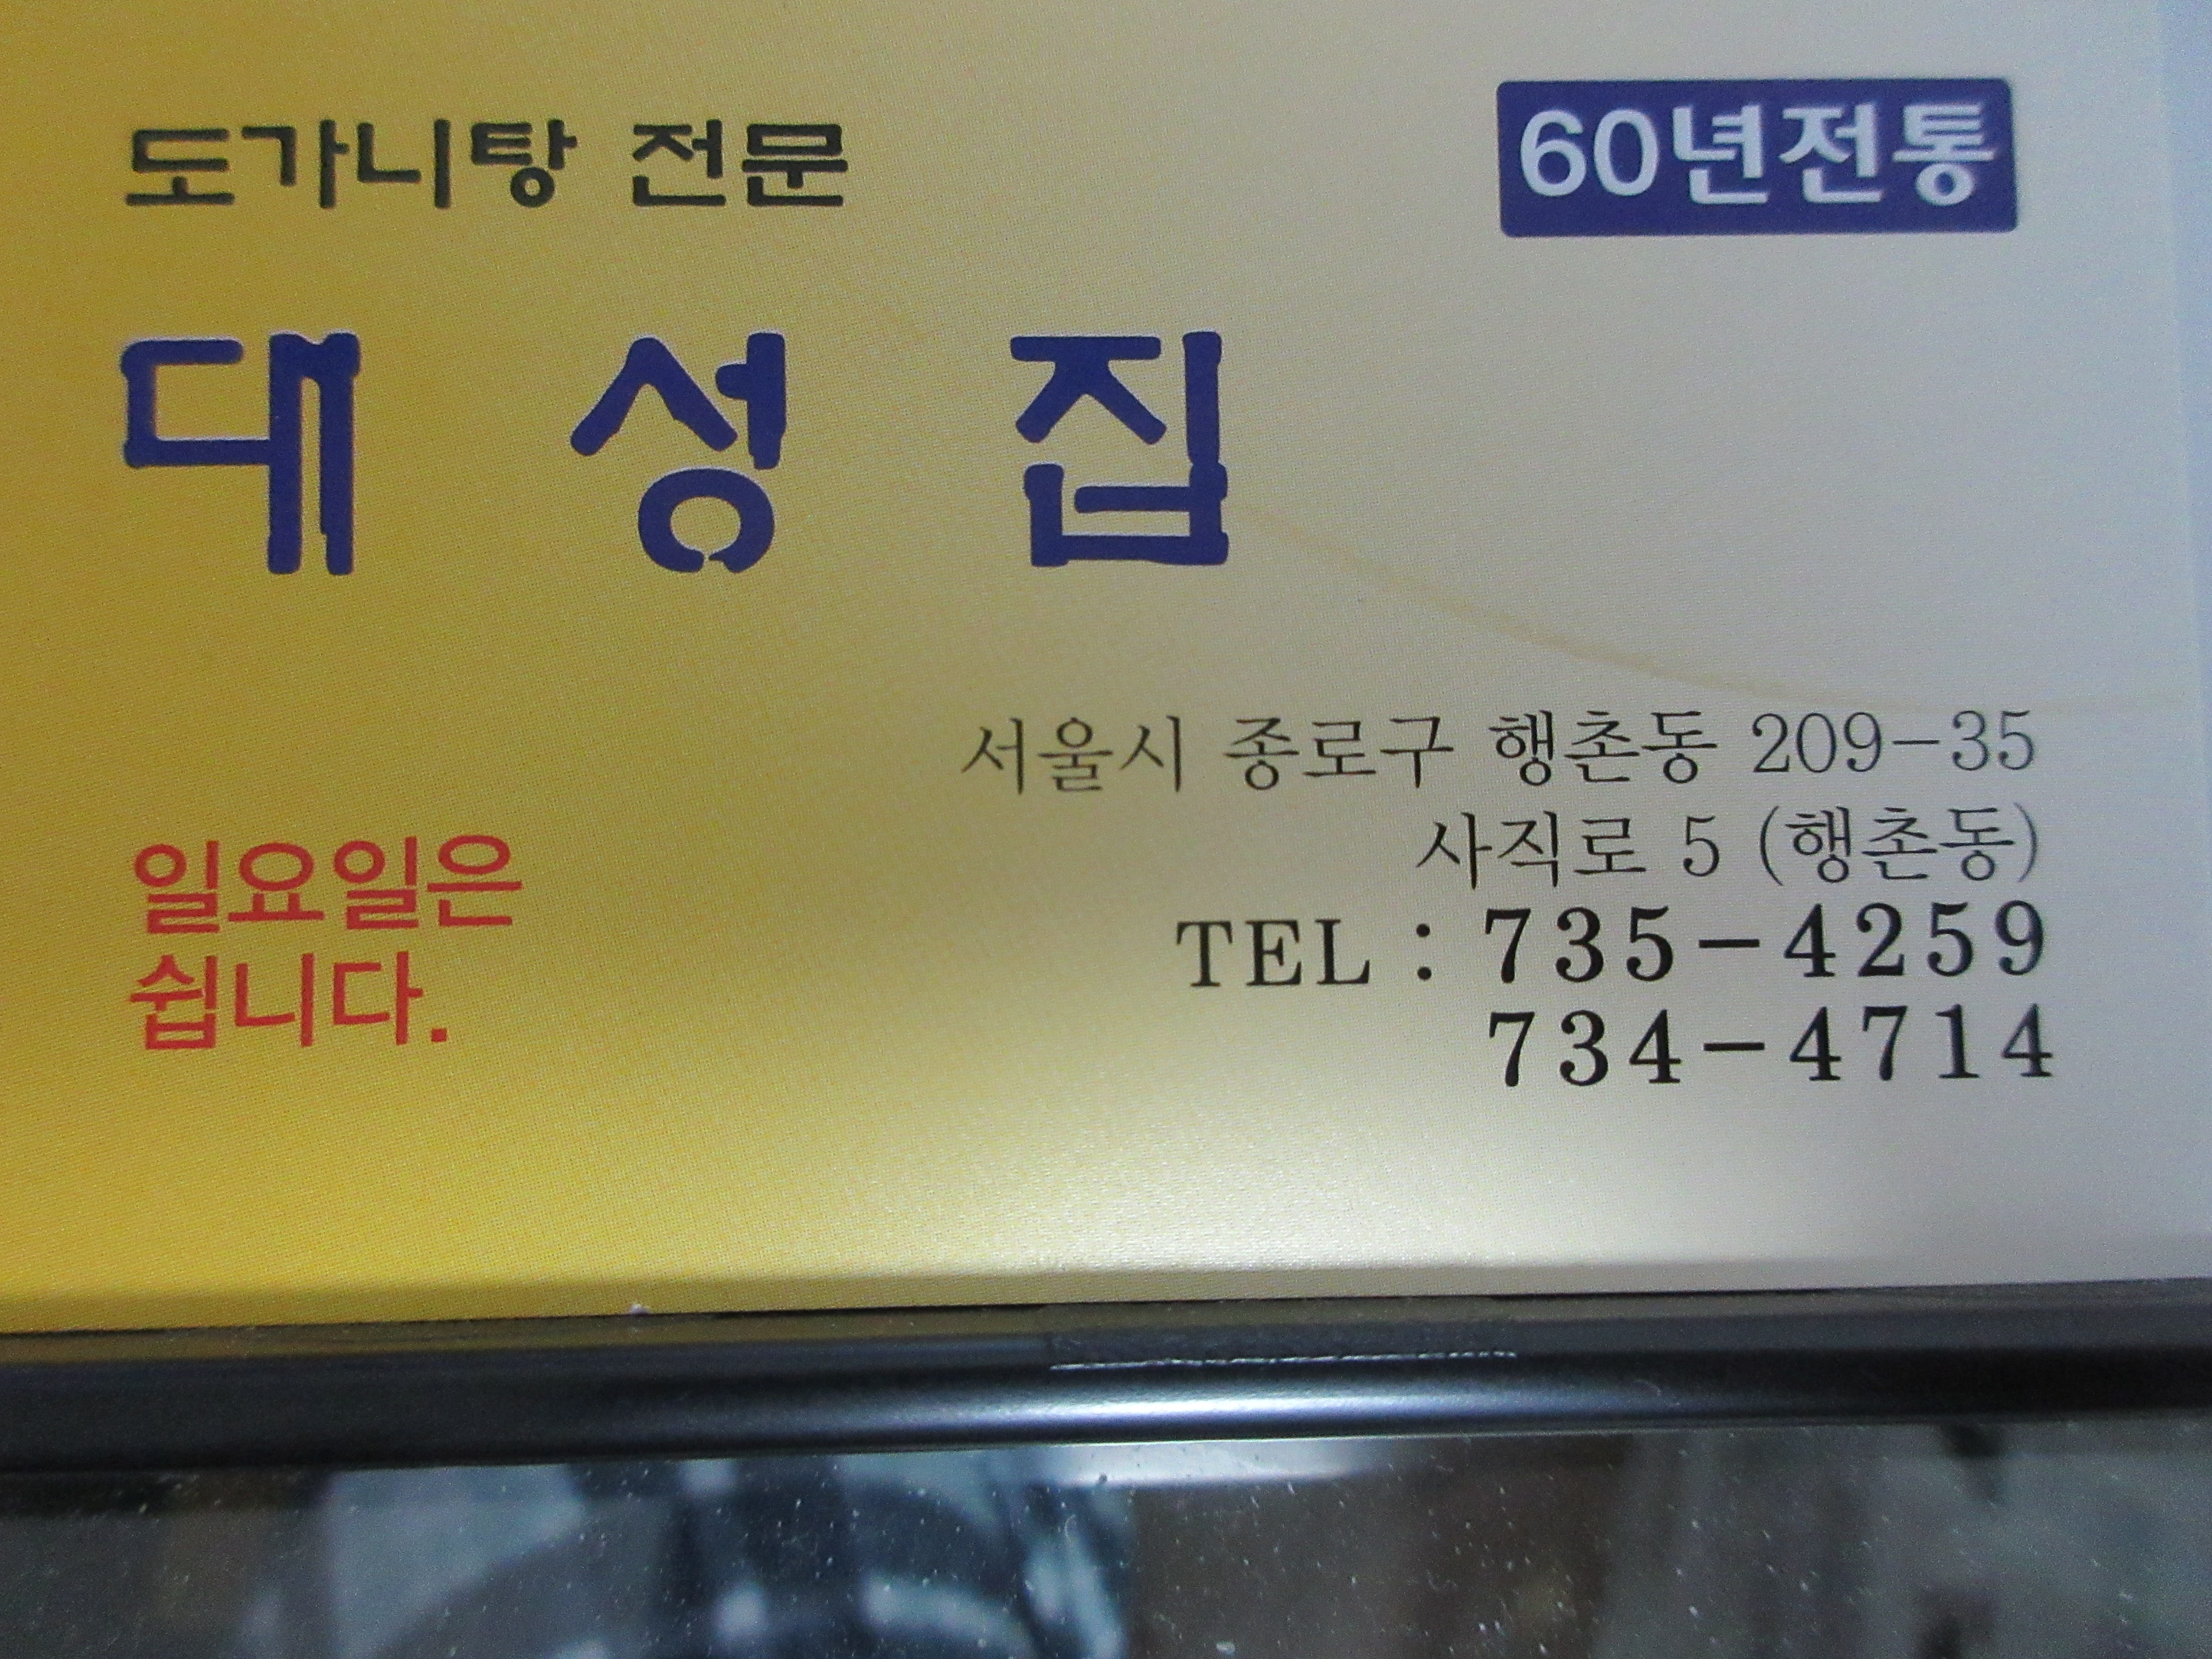 도가니탕 전문
60년전통
대 성 집
서울시 종로구 행촌동 209-35
사직로 5 (행촌동)
일요일은
쉽니다.
TEL : 735-4259
734-4714